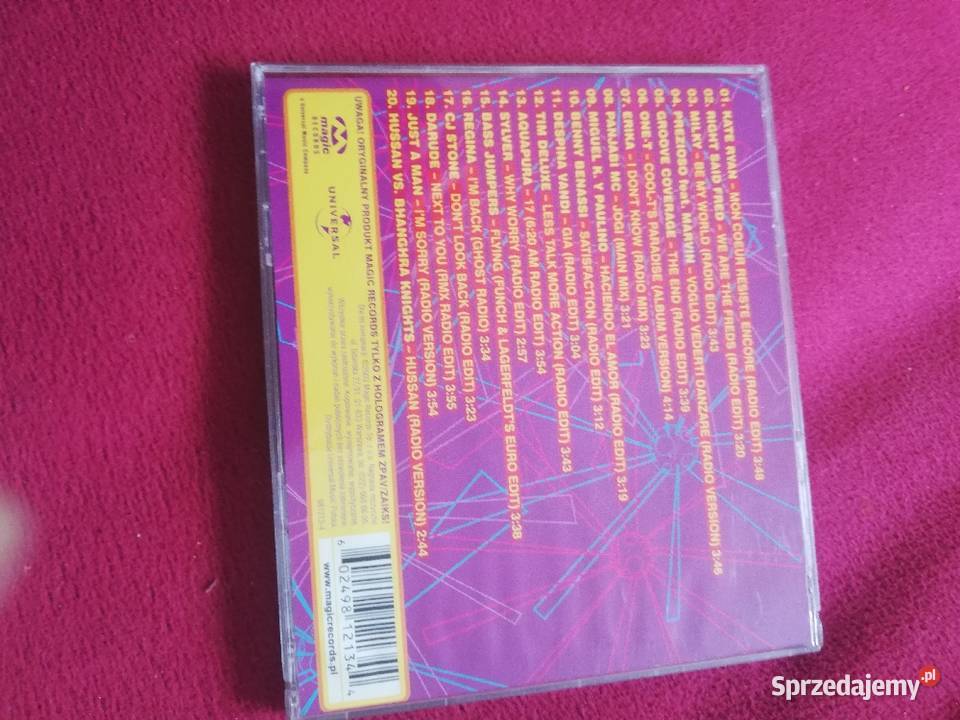 01. KATE RYAN - MON COEUR RESISTE ENCORE (RADIO EDIT) 3:48
02. RIGHT SAID FRED - WE ARE THE FREDS (RADIO EDIT) 3:20
03. MILKY - BE MY WORLD (RADIO EDIT) 3:43
04. PREZIOSO feat. MARVIN - VOGLIO VEDERTI DANZARE (RADIO VERSION) 3:46
05. GROOVE COVERAGE - THE END (RADIO EDIT) 3:39
06. ONE-T - COOL-T'S PARADISE (ALBUM VERSION) 4:14
07. ERIKA - I DON'T KNOW (RADIO MIX) 3:23
08. PANJABI MC - JOGI (MAIN MIX) 3:21
09. MIGUEL K. Y PAULINO - HACIENDO EL AMOR (RADIO EDIT) 3:19
10. BENNY BENASSI - SATISFACTION (RADIO EDIT) 3:12
11. DESPINA VANDI - GIA (RADIO EDIT) 3:04
12. TIM DELUXE - LESS TALK MORE ACTION (RADIO EDIT) 3:43
13. AQUAPURA - 17 (6:20 AM RADIO EDIT) 3:54
14. SYLVER - WHY WORRY (RADIO EDIT) 2:57
15. BASS JUMPERS - FLYING (FUNCH & LAGERFELDT'S EURO EDIT) 3:38
16. REGINA - I'M BACK (GHOST RADIO) 3:34
17. CJ STONE - DON'T LOOK BACK (RADIO EDIT) 3:23
18. DARUDE - NEXT TO YOU (RMX RADIO EDIT) 3:55
19. JUST A MAN - I'M SORRY (RADIO VERSION) 3:54
20. HUSSAN VS. BHANGHRA KNIGHTS - HUSSAN (RADIO VERSION) 2:44
UWAGA! ORYGINALNY PRODUKT MAGIC RECORDS TYLKO Z HOLOGRAMEM ZPAV/ZAIKS!
magic
RECORDS
a Universal Music Company
UNIVERSAL
6 02498 12134 4
www.magicrecords.pl
Sprzedajemy.pl